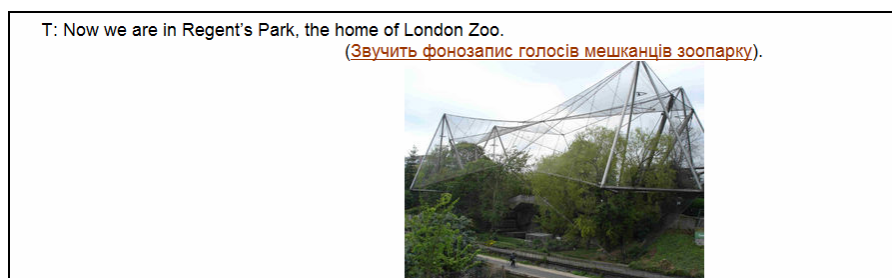 T: Now we are in Regent's Park, the home of London Zoo.
(Звучить фонозапис голосів мешканців зоопарку).